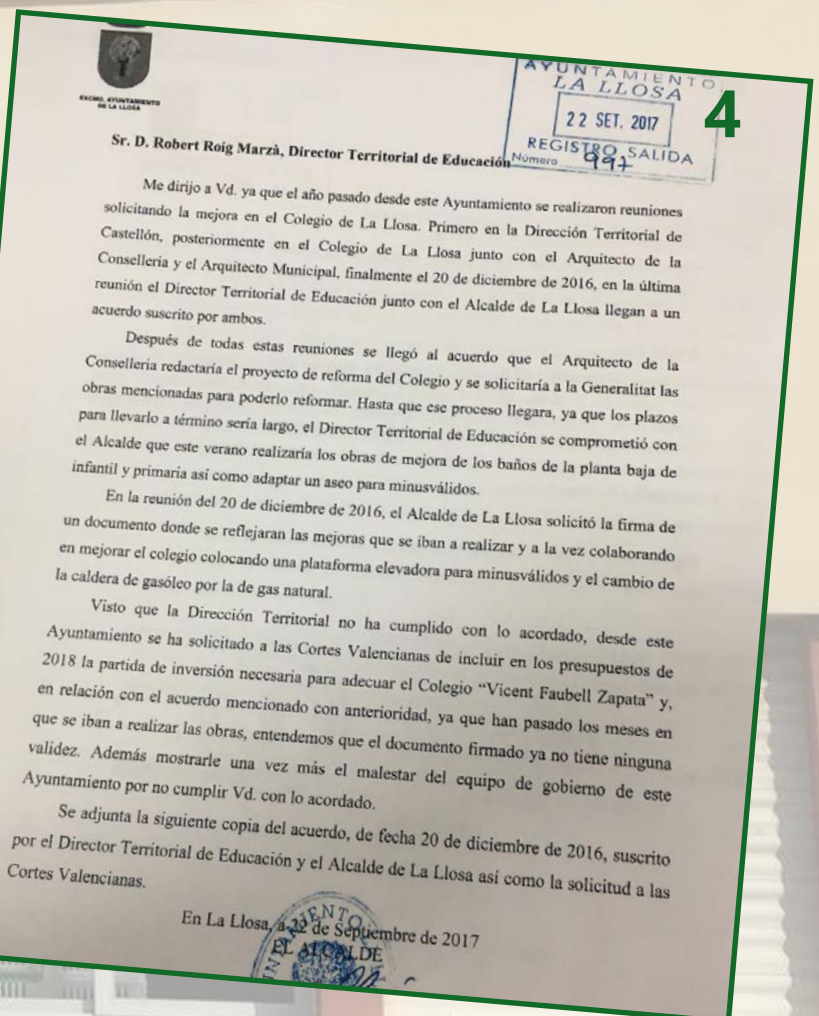 EXCMO. AYUNTAMIENTO
DE LA LLOSA
AYUNTAMIENTO
LA LLOSA
22 SET. 2017
REGISTRO SALIDA
Número 997
4
Sr. D. Robert Roig Marzà, Director Territorial de Educación
Me dirijo a Vd. ya que el año pasado desde este Ayuntamiento se realizaron reuniones
solicitando la mejora en el Colegio de La Llosa. Primero en la Dirección Territorial de
Castellón, posteriormente en el Colegio de La Llosa junto con el Arquitecto de la
Conselleria y el Arquitecto Municipal, finalmente el 20 de diciembre de 2016, en la última
reunión el Director Territorial de Educación junto con el Alcalde de La Llosa llegan a un
acuerdo suscrito por ambos.
Después de todas estas reuniones se llegó al acuerdo que el Arquitecto de la
Conselleria redactaría el proyecto de reforma del Colegio y se solicitaría a la Generalitat las
obras mencionadas para poderlo reformar. Hasta que ese proceso llegara, ya que los plazos
para llevarlo a término sería largo, el Director Territorial de Educación se comprometió con
el Alcalde que este verano realizaría los obras de mejora de los baños de la planta baja de
infantil y primaria así como adaptar un aseo para minusválidos.
En la reunión del 20 de diciembre de 2016, el Alcalde de La Llosa solicitó la firma de
un documento donde se reflejaran las mejoras que se iban a realizar y a la vez colaborando
en mejorar el colegio colocando una plataforma elevadora para minusválidos y el cambio de
la caldera de gasóleo por la de gas natural.
Visto que la Dirección Territorial no ha cumplido con lo acordado, desde este
Ayuntamiento se ha solicitado a las Cortes Valencianas de incluir en los presupuestos de
2018 la partida de inversión necesaria para adecuar el Colegio “Vicent Faubell Zapata” y,
en relación con el acuerdo mencionado con anterioridad, ya que han pasado los meses en
que se iban a realizar las obras, entendemos que el documento firmado ya no tiene ninguna
validez. Además mostrarle una vez más el malestar del equipo de gobierno de este
Ayuntamiento por no cumplir Vd. con lo acordado.
Se adjunta la siguiente copia del acuerdo, de fecha 20 de diciembre de 2016, suscrito
por el Director Territorial de Educación y el Alcalde de La Llosa así como la solicitud a las
Cortes Valencianas.
En La Llosa, a 22 de Septiembre de 2017
EL ALCALDE